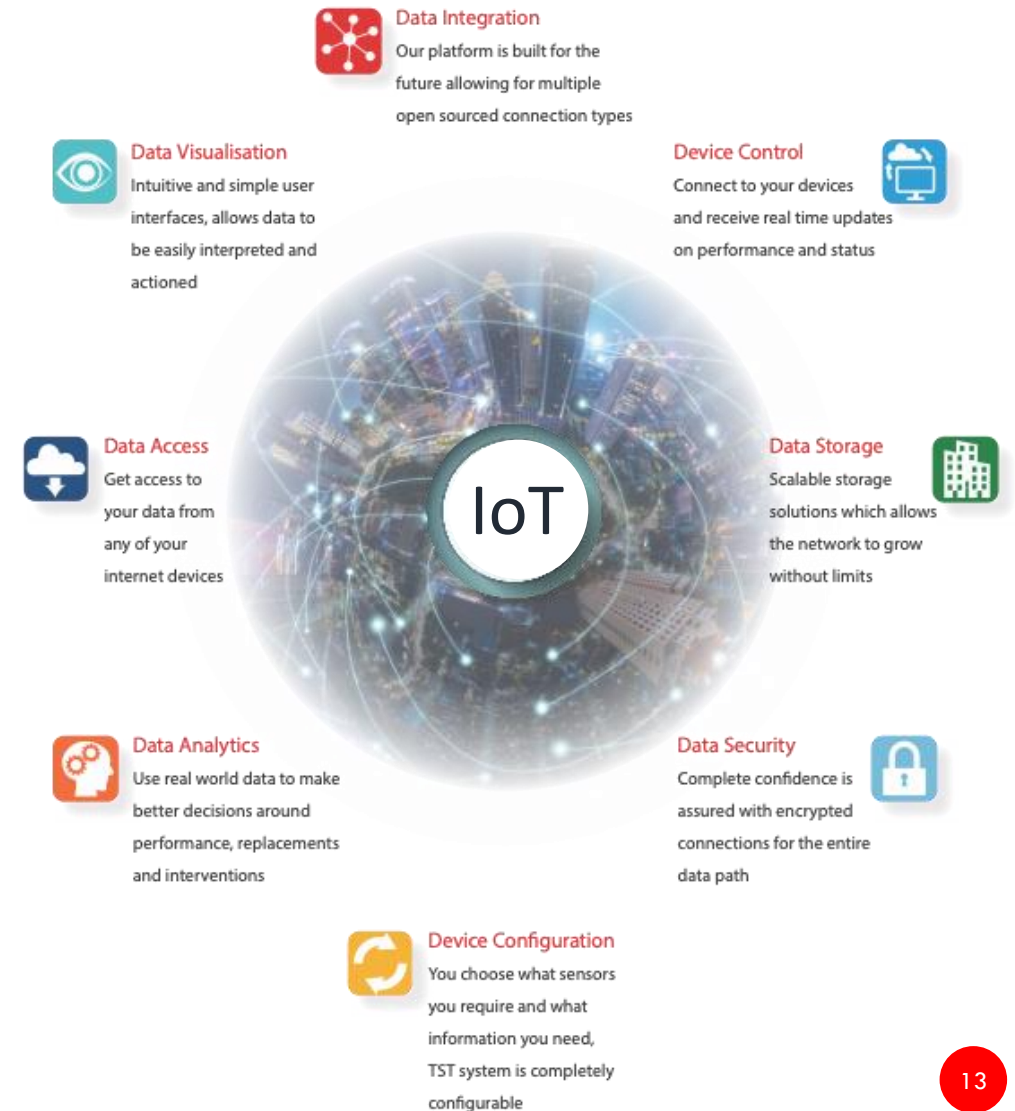 Data Integration
Our platform is built for the
future allowing for multiple
open sourced connection types
Data Visualisation
Intuitive and simple user
interfaces, allows data to
be easily interpreted and
actioned
Device Control
Connect to your devices
and receive real time updates
on performance and status
Data Access
Get access to
your data from
any of your
internet devices
IoT
Data Storage
Scalable storage
solutions which allows
the network to grow
without limits
Data Analytics
Use real world data to make
better decisions around
performance, replacements
and interventions
Data Security
Complete confidence is
assured with encrypted
connections for the entire
data path
Device Configuration
You choose what sensors
you require and what
information you need,
TST system is completely
configurable
13